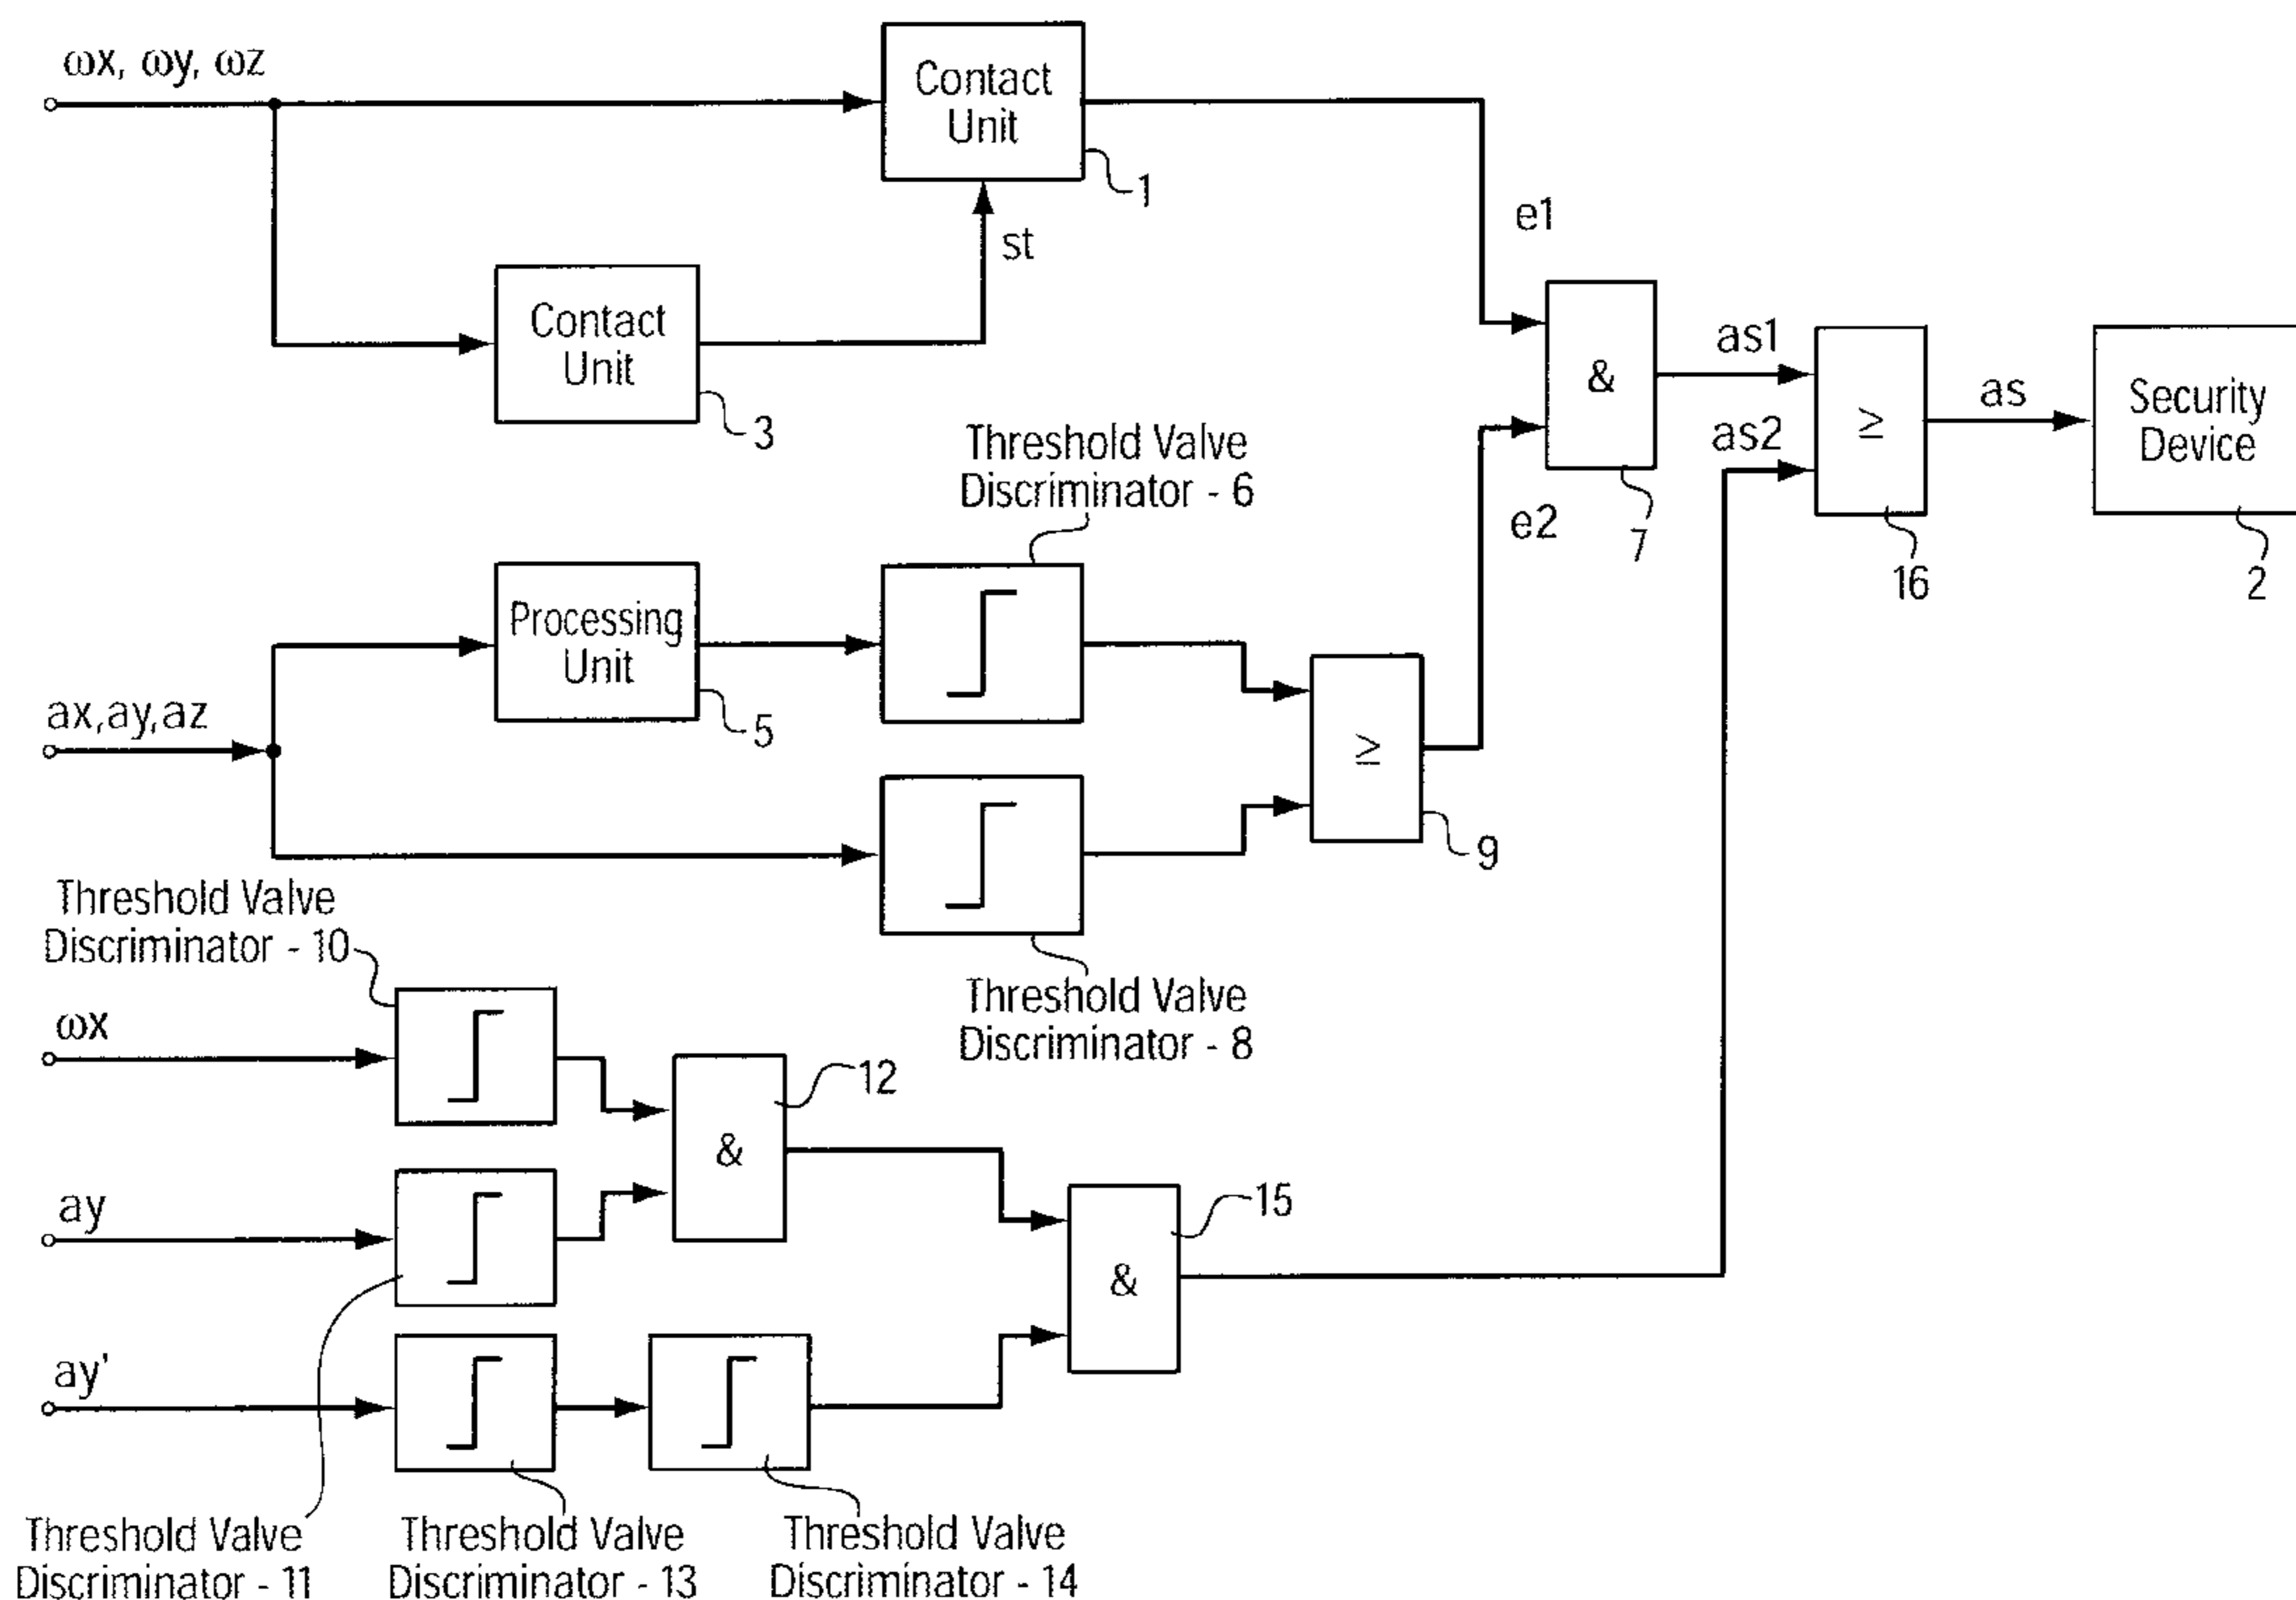 ωx, ωy, ωz
Contact
Unit
1
st
e1
Contact
Unit
3
&
7
as1
as2
≥
16
as
Security
Device
2
Threshold Valve
Discriminator - 6
e2
Processing
Unit
5
ax,ay,az
≥
9
Threshold Valve
Discriminator - 8
Threshold Valve
Discriminator - 10
ωx
12
&
ay
15
&
ay'
Threshold Valve
Discriminator - 11
Threshold Valve
Discriminator - 13
Threshold Valve
Discriminator - 14